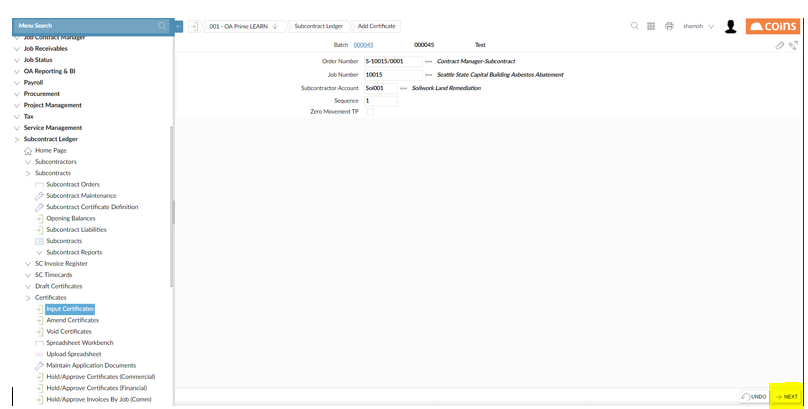 Menu Search
001 - OA Prime LEARN
Subcontract Ledger
Add Certificate
shamoh
coins
Job Contract Manager
Job Receivables
Job Status
OA Reporting & BI
Payroll
Procurement
Project Management
Tax
Service Management
Subcontract Ledger
Home Page
Subcontractors
Subcontracts
Subcontract Orders
Subcontract Maintenance
Subcontract Certificate Definition
Opening Balances
Subcontract Liabilities
Subcontracts
Subcontract Reports
SC Invoice Register
SC Timecards
Draft Certificates
Certificates
Input Certificates
Amend Certificates
Void Certificates
Spreadsheet Workbench
Upload Spreadsheet
Maintain Application Documents
Hold/Approve Certificates (Commercial)
Hold/Approve Certificates (Financial)
Hold/Approve Invoices By Job (Comm)
Batch 000045 000045 Test
Order Number S-10015/0001 Contract Manager-Subcontract
Job Number 10015 Seattle State Capital Building Asbestos Abatement
Subcontractor Account Soi001 Soilwork Land Remediation
Sequence 1
Zero Movement TP
UNDO
NEXT